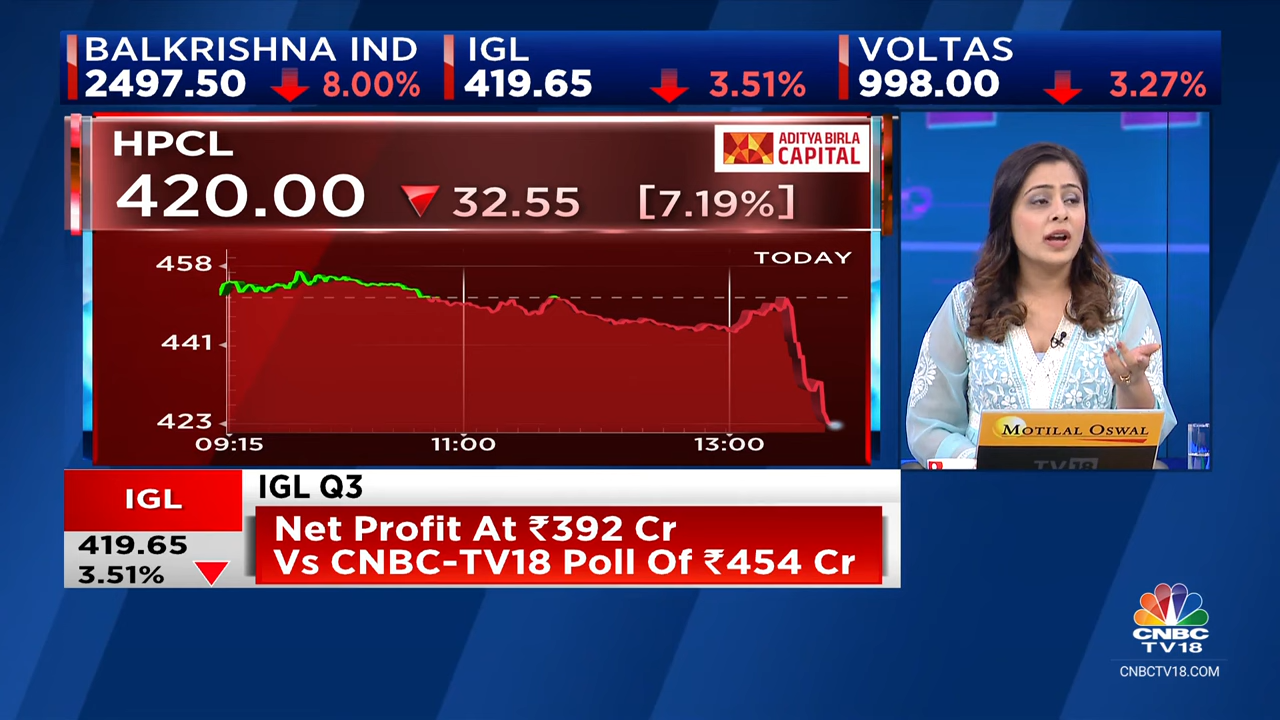 BALKRISHNA IND
2497.50 8.00%
IGL
419.65 3.51%
VOLTAS
998.00 3.27%
HPCL
420.00 32.55 [7.19%]
ADITYA BIRLA
CAPITAL
TODAY
458
441
423
09:15 11:00 13:00
MOTILAL OSWAL
TV18
IGL
419.65
3.51%
IGL Q3
Net Profit At ₹392 Cr
Vs CNBC-TV18 Poll Of ₹454 Cr
CNBC
TV18
CNBCTV18.COM